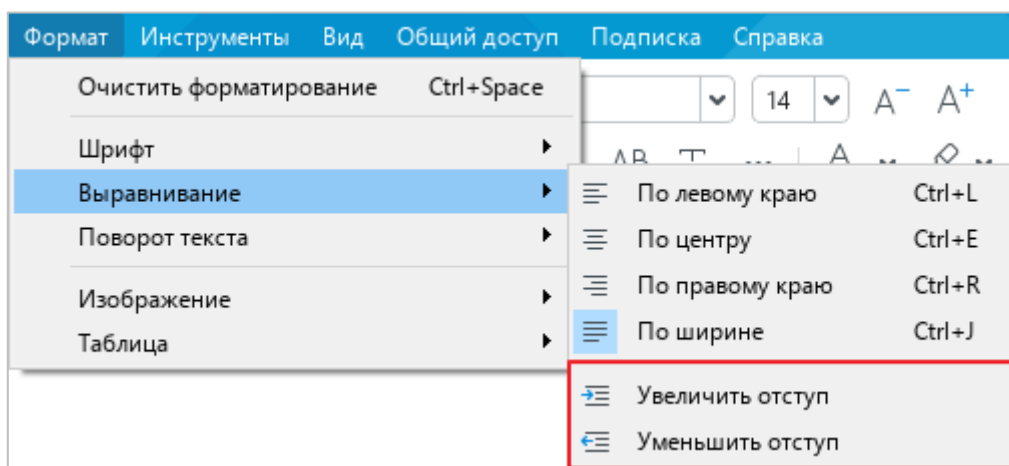 Формат Инструменты Вид Общий доступ Подписка Справка
Очистить форматирование Ctrl+Space
14 A− A+
Шрифт
Выравнивание
Поворот текста
Изображение
Таблица
По левому краю Ctrl+L
По центру Ctrl+E
По правому краю Ctrl+R
По ширине Ctrl+J
Увеличить отступ
Уменьшить отступ